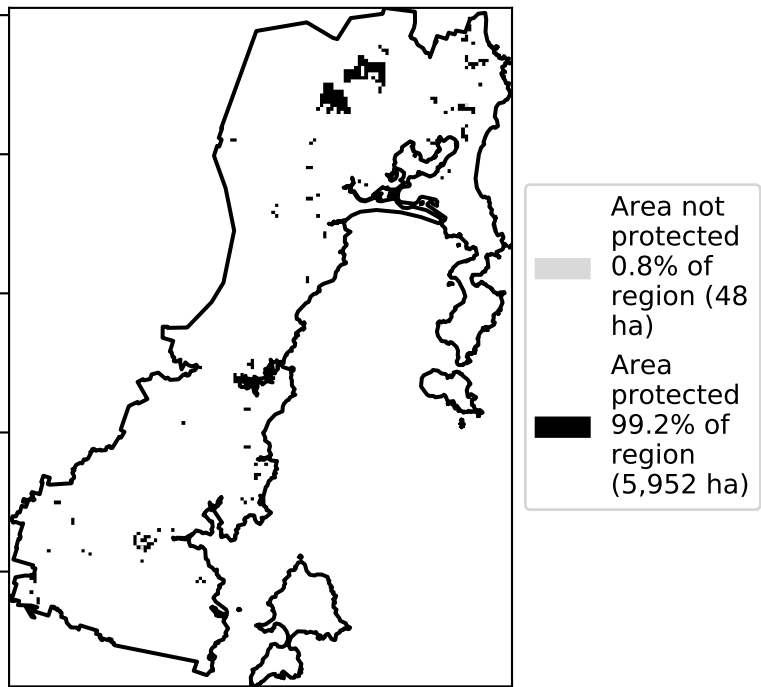 Area not
protected
0.8% of
region (48
ha)
Area
protected
99.2% of
region
(5,952 ha)